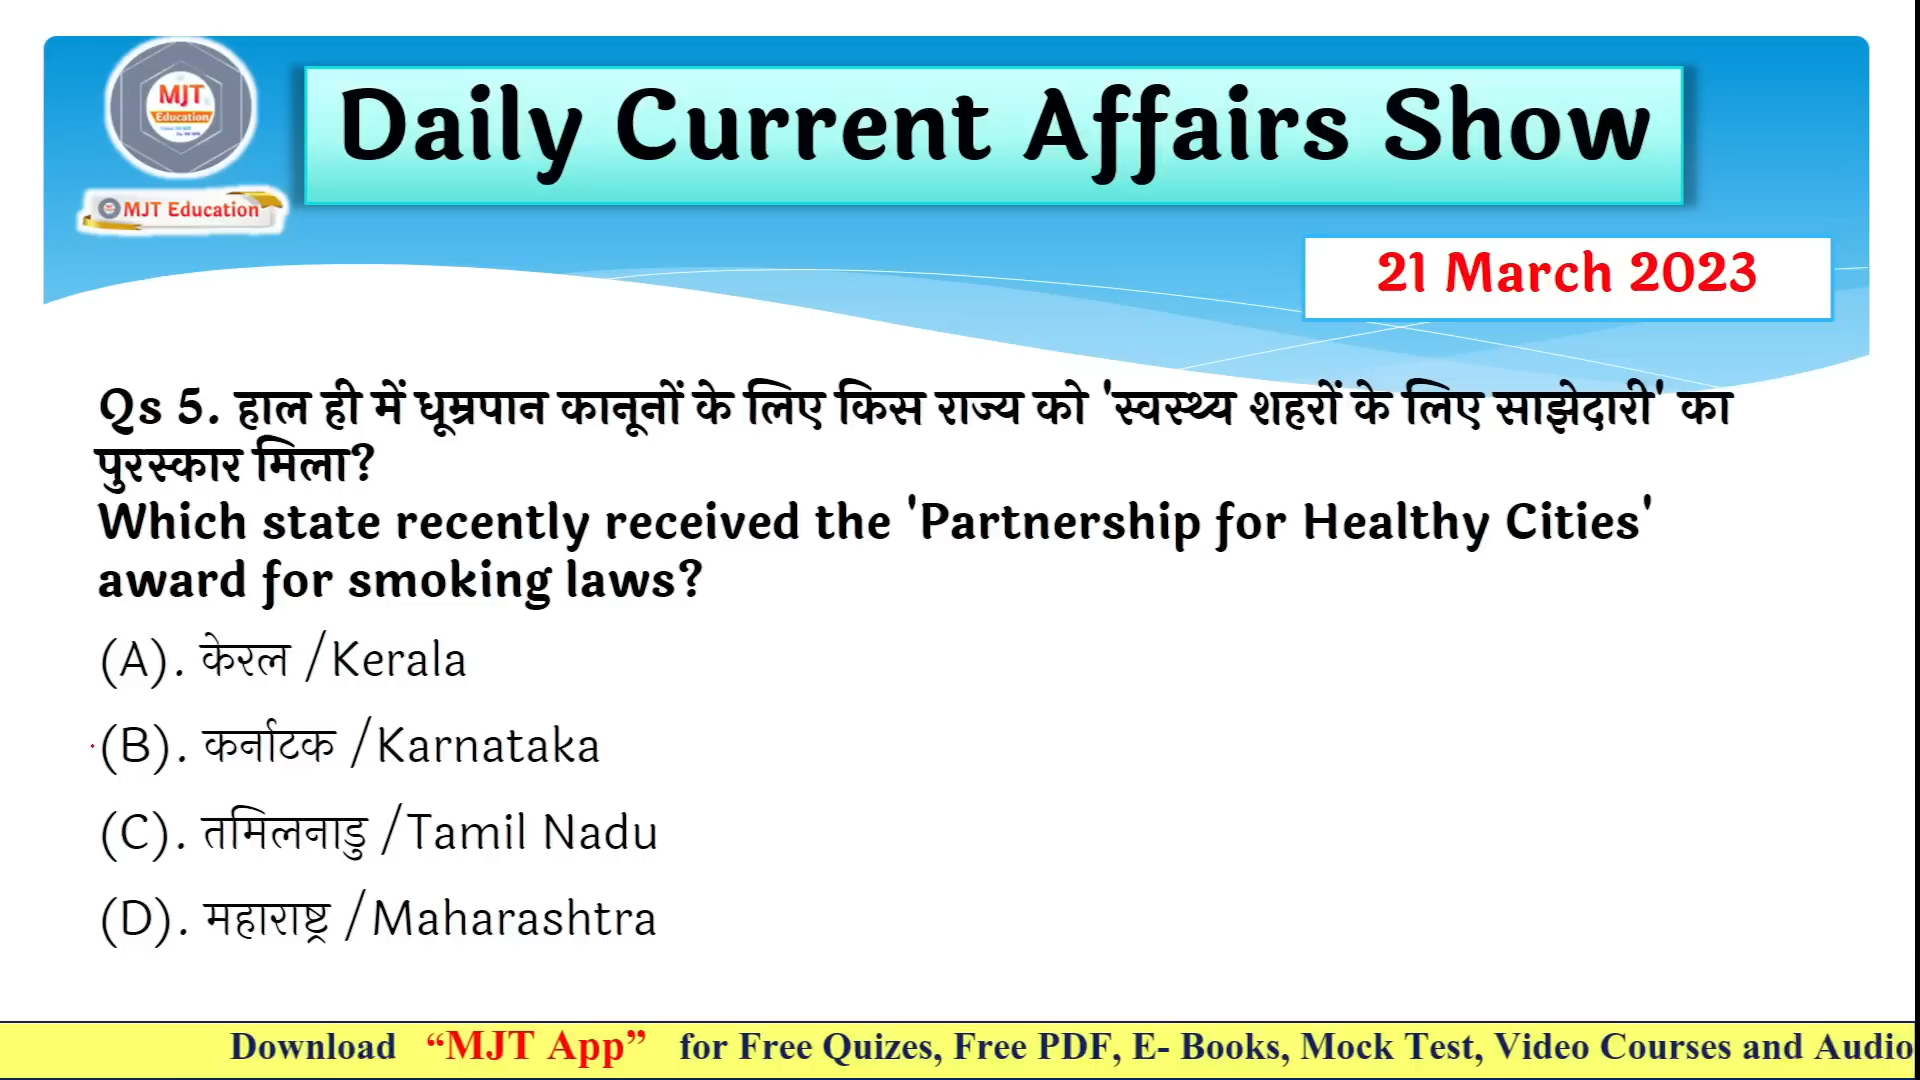 MJT
Education
MJT Education
Daily Current Affairs Show
21 March 2023
Qs 5. हाल ही में धूम्रपान कानूनों के लिए किस राज्य को 'स्वस्थ्य शहरों के लिए साझेदारी' का
पुरस्कार मिला?
Which state recently received the 'Partnership for Healthy Cities'
award for smoking laws?
(A). केरल /Kerala
(B). कर्नाटक /Karnataka
(C). तमिलनाडु /Tamil Nadu
(D). महाराष्ट्र /Maharashtra
Download “MJT App” for Free Quizes, Free PDF, E- Books, Mock Test, Video Courses and Audio